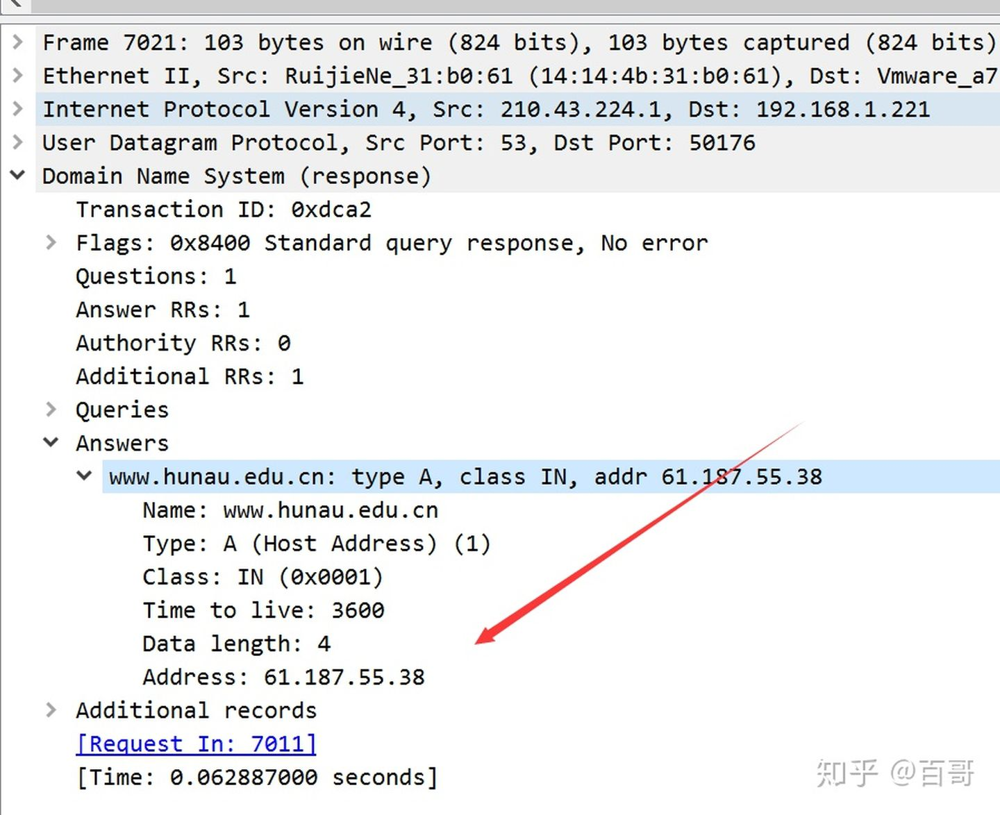 Frame 7021: 103 bytes on wire (824 bits), 103 bytes captured (824 bits)
Ethernet II, Src: RuijieNe_31:b0:61 (14:14:4b:31:b0:61), Dst: Vmware_a7
Internet Protocol Version 4, Src: 210.43.224.1, Dst: 192.168.1.221
User Datagram Protocol, Src Port: 53, Dst Port: 50176
Domain Name System (response)
Transaction ID: 0xdca2
Flags: 0x8400 Standard query response, No error
Questions: 1
Answer RRs: 1
Authority RRs: 0
Additional RRs: 1
Queries
Answers
www.hunau.edu.cn: type A, class IN, addr 61.187.55.38
Name: www.hunau.edu.cn
Type: A (Host Address) (1)
Class: IN (0x0001)
Time to live: 3600
Data length: 4
Address: 61.187.55.38
Additional records
[Request In: 7011]
[Time: 0.062887000 seconds]
知乎 @百哥